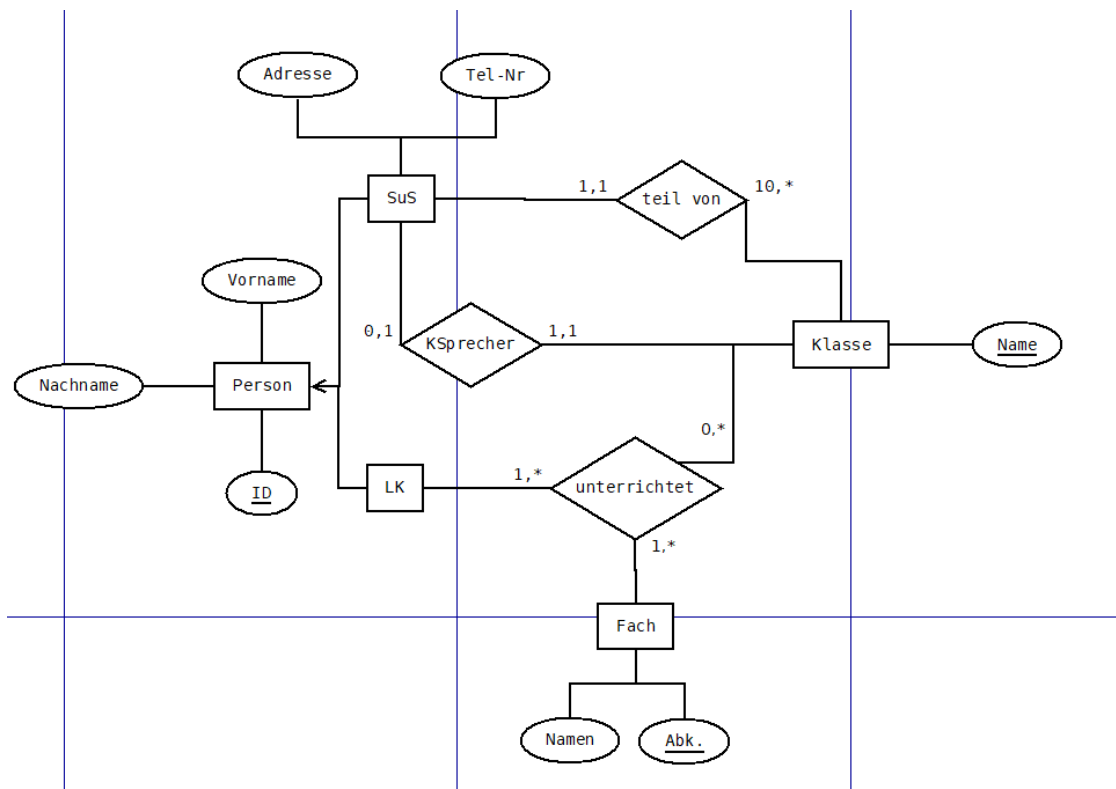 Adresse
Tel-Nr
SuS
1,1
teil von
10,*
Vorname
0,1
KSprecher
1,1
Klasse
Name
Nachname
Person
0,*
ID
LK
1,*
unterrichtet
1,*
Fach
Namen
Abk.